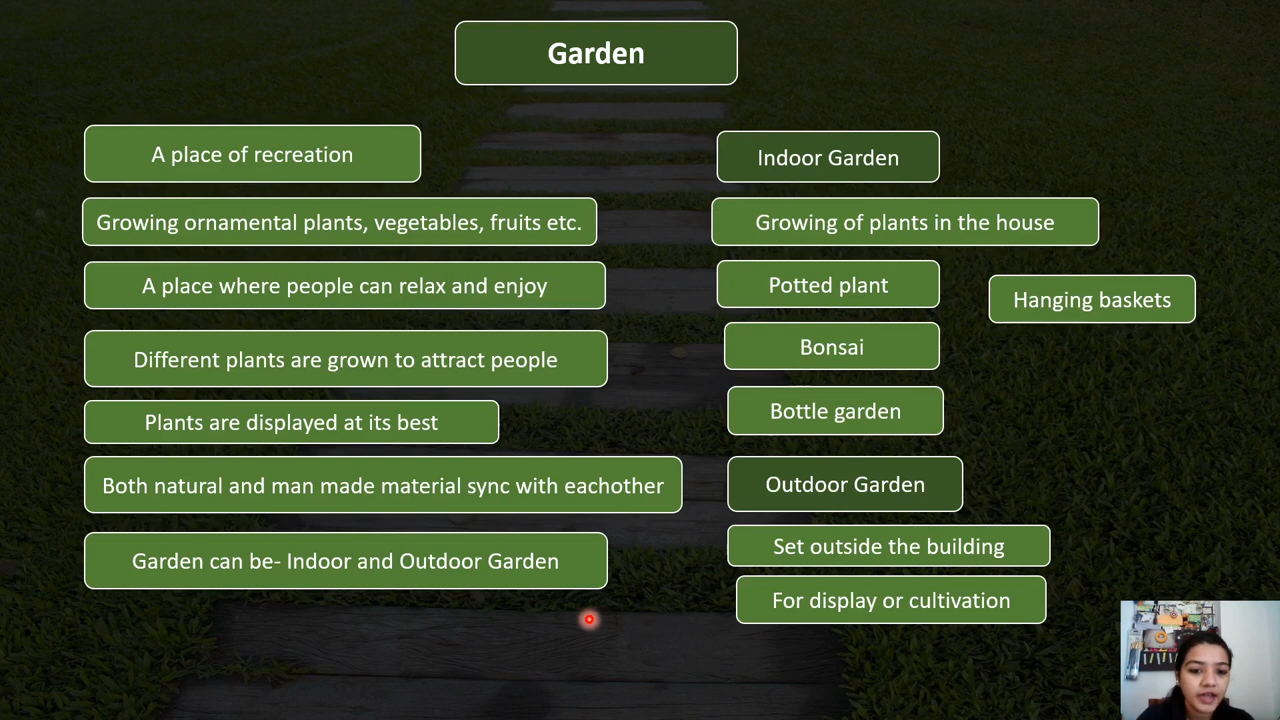 Garden
A place of recreation
Growing ornamental plants, vegetables, fruits etc.
A place where people can relax and enjoy
Different plants are grown to attract people
Plants are displayed at its best
Both natural and man made material sync with eachother
Garden can be- Indoor and Outdoor Garden
Indoor Garden
Growing of plants in the house
Potted plant
Hanging baskets
Bonsai
Bottle garden
Outdoor Garden
Set outside the building
For display or cultivation